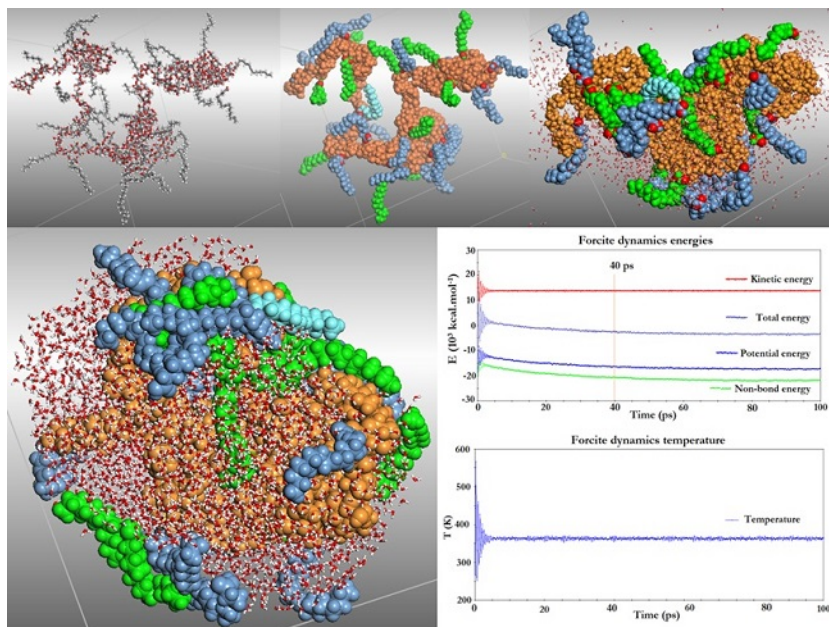 Forcite dynamics energies
40 ps
30
20
10
0
-10
-20
-30
E (10³ kcal.mol⁻¹)
Kinetic energy
Total energy
Potential energy
Non-bond energy
0
20
40
60
80
100
Time (ps)
Forcite dynamics temperature
600
500
400
300
200
T (K)
Temperature
0
20
40
60
80
100
Time (ps)